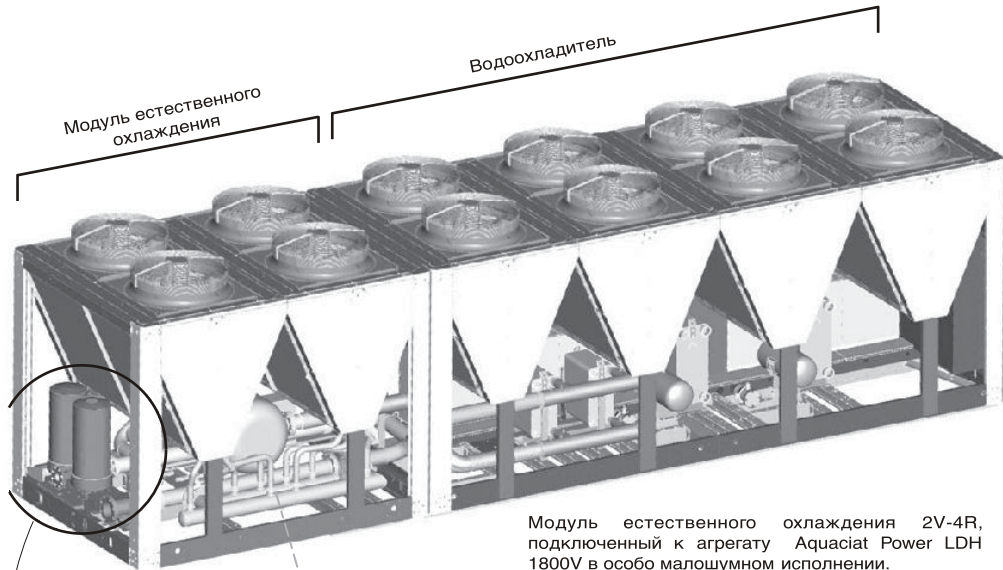 Водоохладитель
Модуль естественного
охлаждения
Модуль естественного охлаждения 2V-4R,
подключенный к агрегату Aquaciat Power LDH
1800V в особо малошумном исполнении.